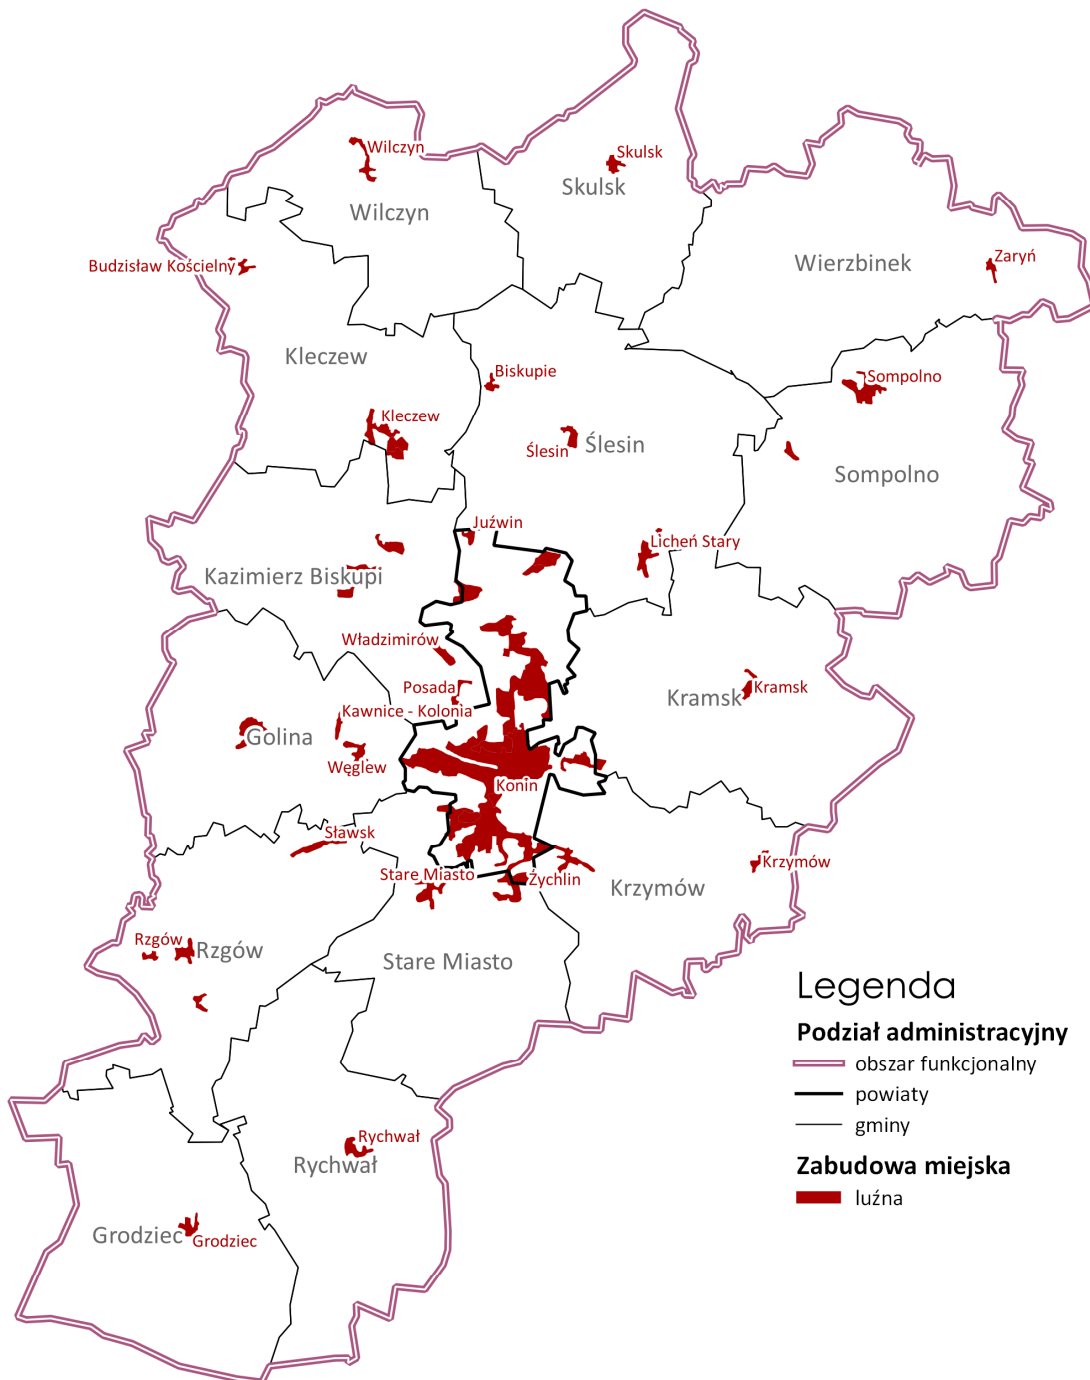 Wilczyn
Skulsk
Skulsk
Wilczyn
Budzisław Kościelny
Wierzbinek
Zaryń
Kleczew
Biskupie
Sompolno
Kleczew
Ślesin
Ślesin
Sompolno
Juźwin
Licheń Stary
Kazimierz Biskupi
Władzimirów
Posada
Kramsk
Kramsk
Kawnice - Kolonia
Golina
Węglew
Konin
Sławsk
Krzymów
Stare Miasto
Żychlin
Krzymów
Rzgów
Rzgów
Stare Miasto
Legenda
Podział administracyjny
obszar funkcjonalny
powiaty
gminy
Zabudowa miejska
luźna
Rychwał
Rychwał
Grodziec
Grodziec